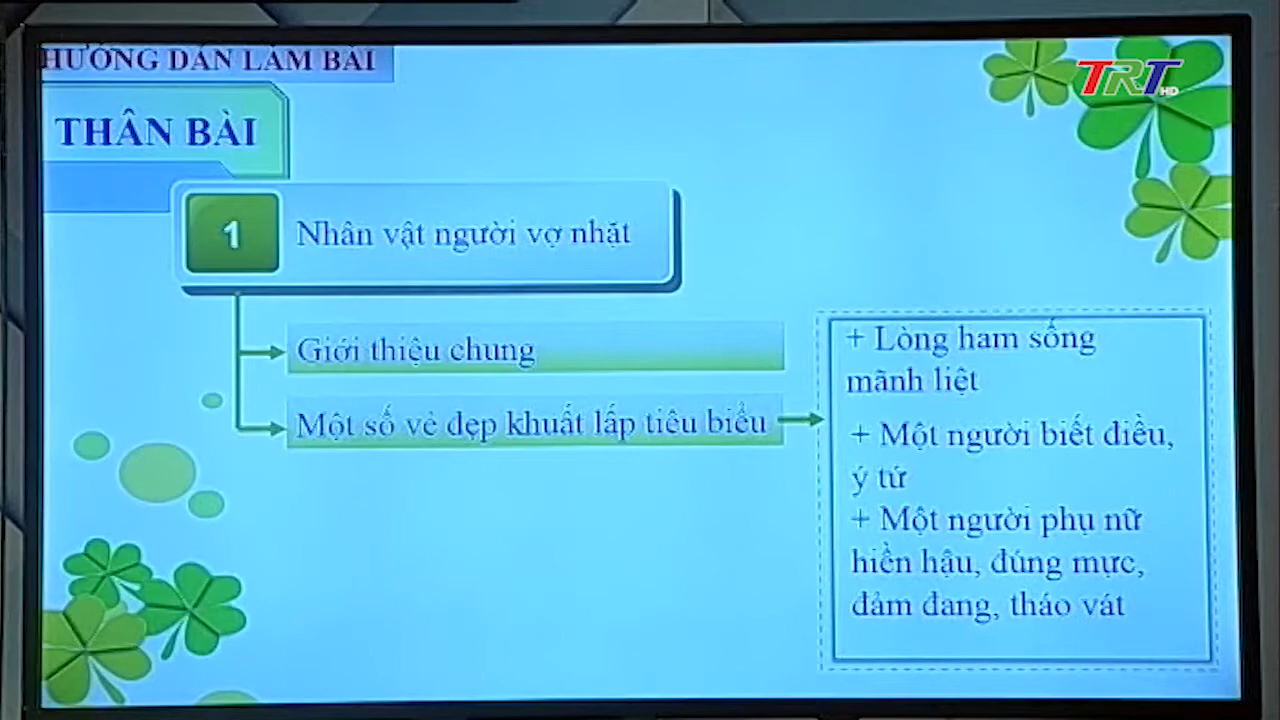 HƯỚNG DẪN LÀM BÀI
TRT HD
THÂN BÀI
1 Nhân vật người vợ nhặt
Giới thiệu chung
Một số vẻ đẹp khuất lấp tiêu biểu
+ Lòng ham sống
mãnh liệt
+ Một người biết điều,
ý tứ
+ Một người phụ nữ
hiền hậu, đúng mực,
đảm đang, tháo vát